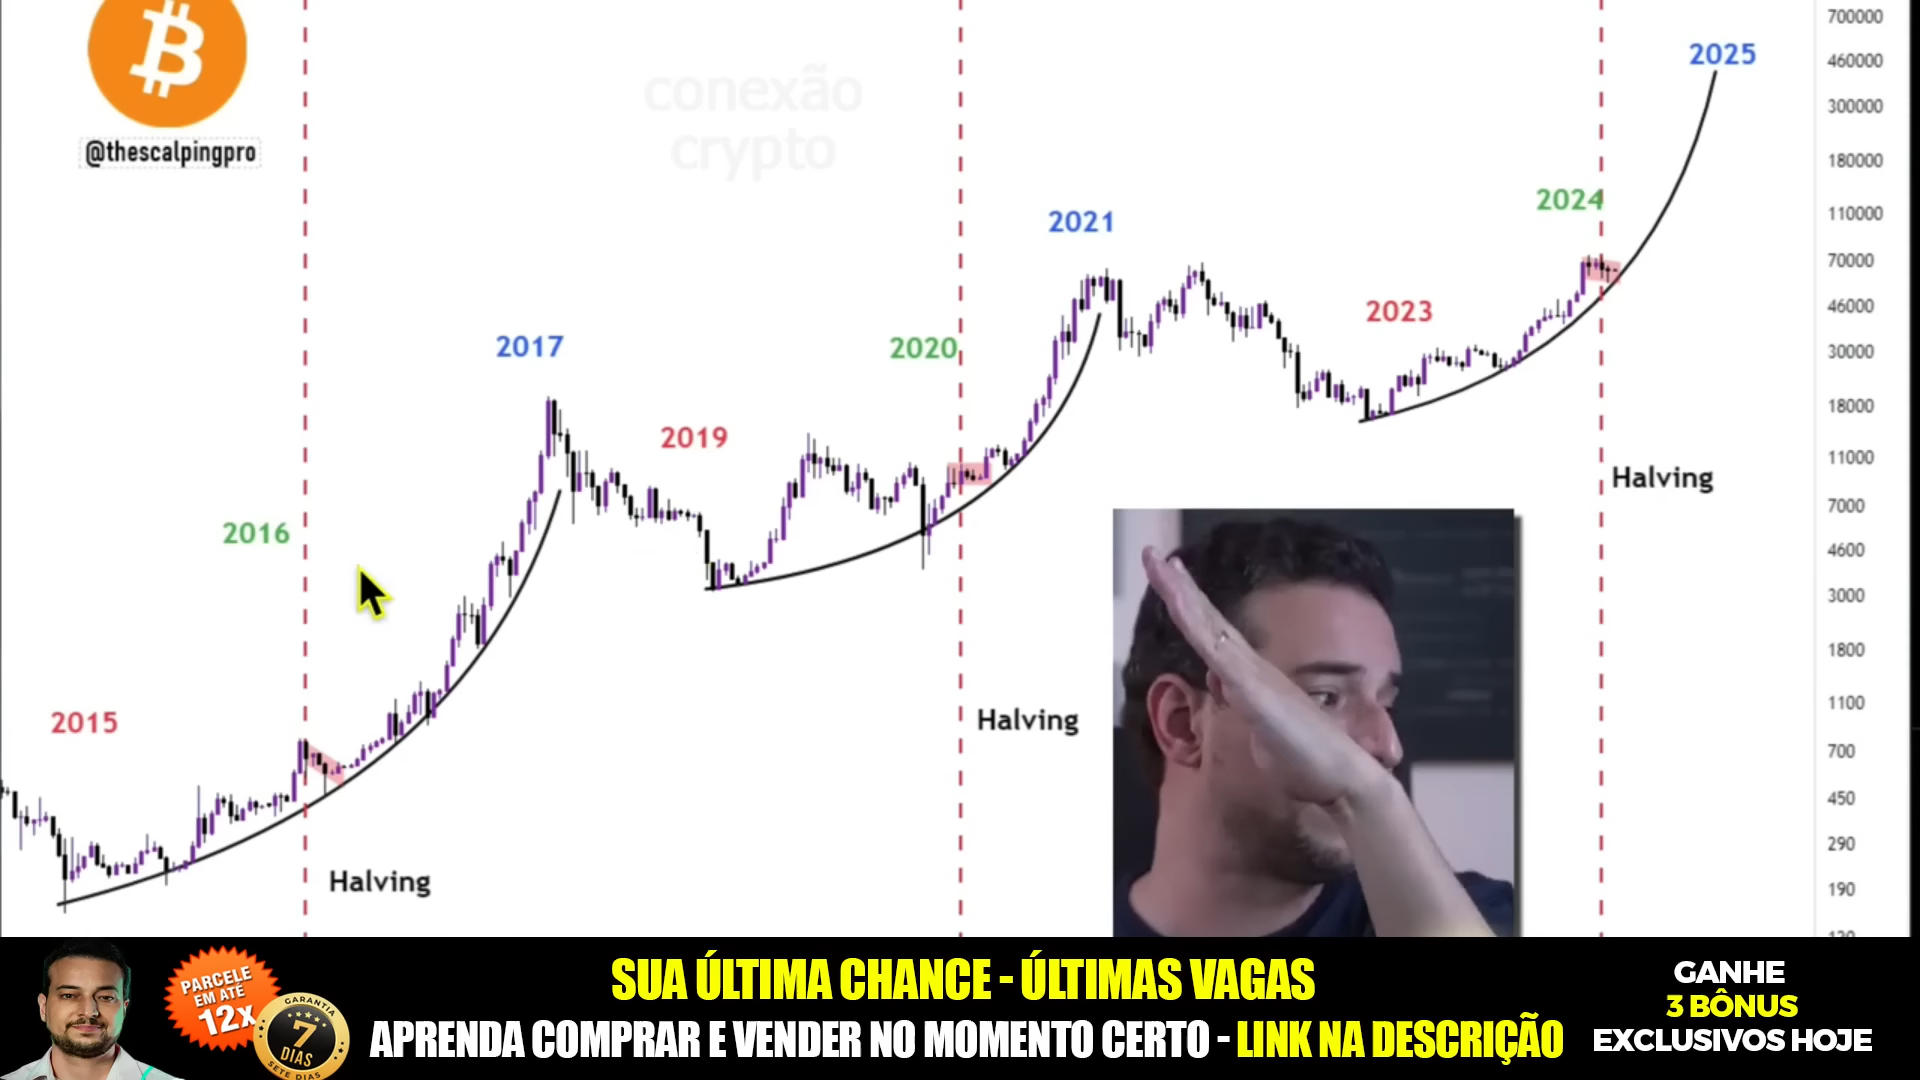 700000
2025
460000
conexão
300000
crypto
@thescalpingpro
180000
2024
110000
2021
70000
46000
2023
2017
2020
30000
18000
2019
11000
Halving
7000
2016
4600
3000
1800
1100
2015
Halving
700
450
290
Halving
190
PARCELE
EM ATÉ
12x
GARANTIA
7
DIAS
SETE DIAS
SUA ÚLTIMA CHANCE - ÚLTIMAS VAGAS
APRENDA COMPRAR E VENDER NO MOMENTO CERTO - LINK NA DESCRIÇÃO
GANHE
3 BÔNUS
EXCLUSIVOS HOJE